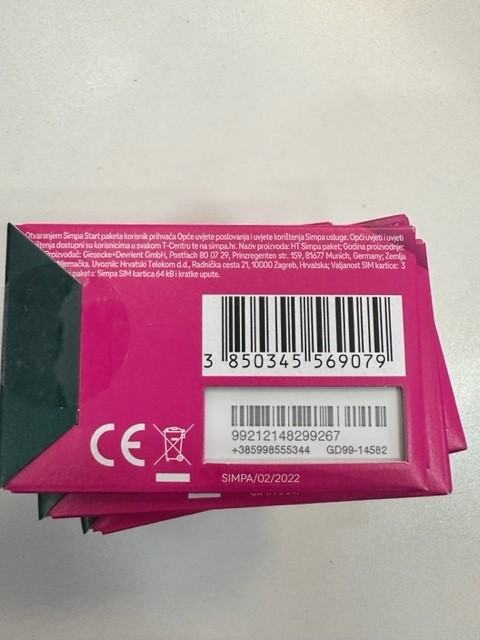 Otvaranjem Simpa Start paketa korisnik prihvaća Opće uvjete poslovanja i uvjete korištenja Simpa usluge. Opći uvjeti i uvjeti
dostupni su korisnicima u svakom T-Centru te na simpa.hr. Naziv proizvoda: HT Simpa paket; Godina proizvodnje:
Giesecke+Devrient GmbH, Postfach 80 07 29, Prinzregenten str. 159, 81677 Munich, Germany; Zemlja
Njemačka. Uvoznik: Hrvatski Telekom d.d., Radnička cesta 21, 10000 Zagreb, Hrvatska; Valjanost SIM kartice: 3
paketa: Simpa SIM kartica 64 kB i kratke upute.
3 850345 569079
99212148299267
+385998555344 GD99-14582
CE
SIMPA/02/2022